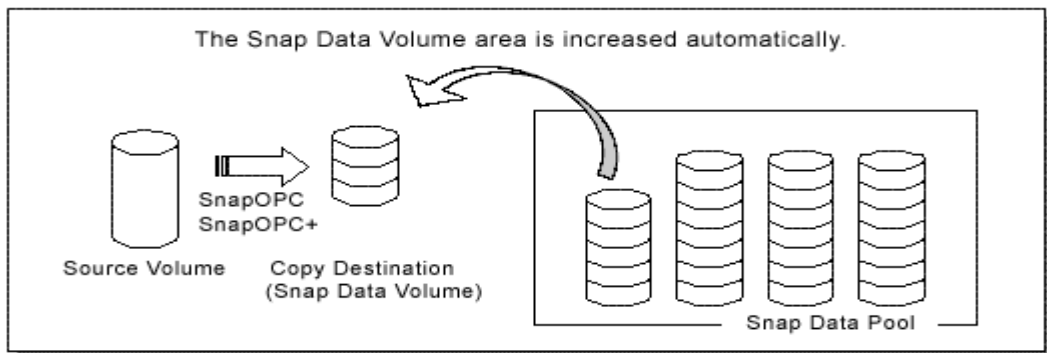 The Snap Data Volume area is increased automatically.
SnapOPC
SnapOPC+
Source Volume
Copy Destination
(Snap Data Volume)
Snap Data Pool